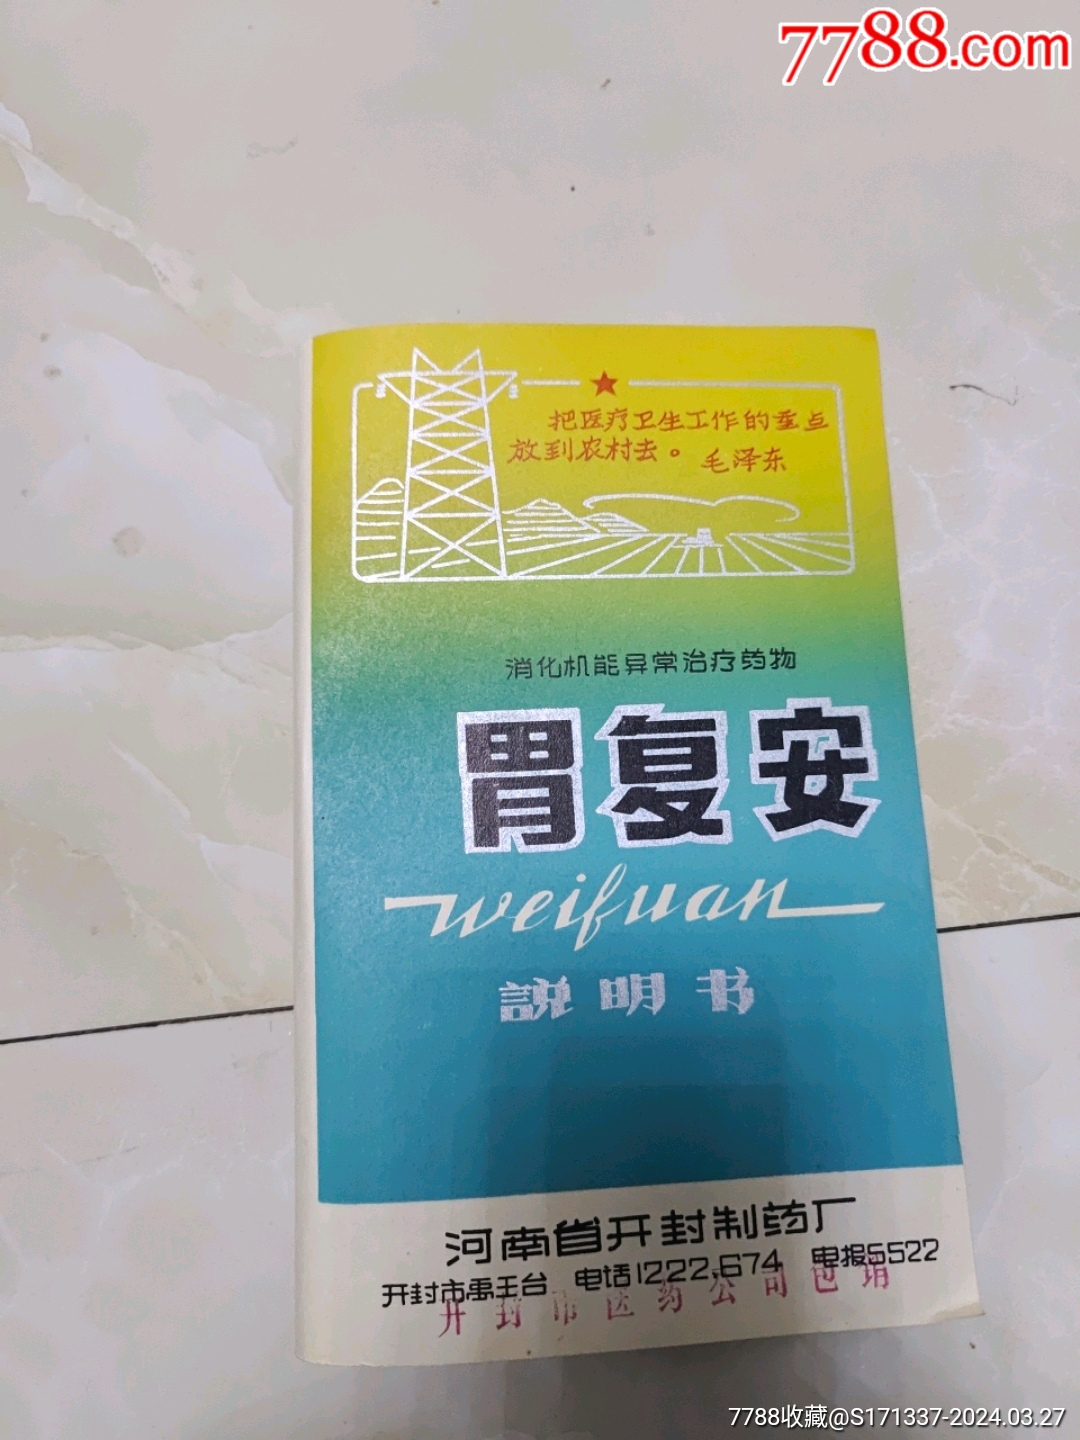 7788.com
把医疗卫生工作的重点
放到农村去。 毛泽东
消化机能异常治疗药物
胃复安
weifuan
説明书
河南省开封制药厂
开封市禹王台 电话1222,674 电报5522
开封市医药公司包销
7788收藏@S171337-2024.03.27